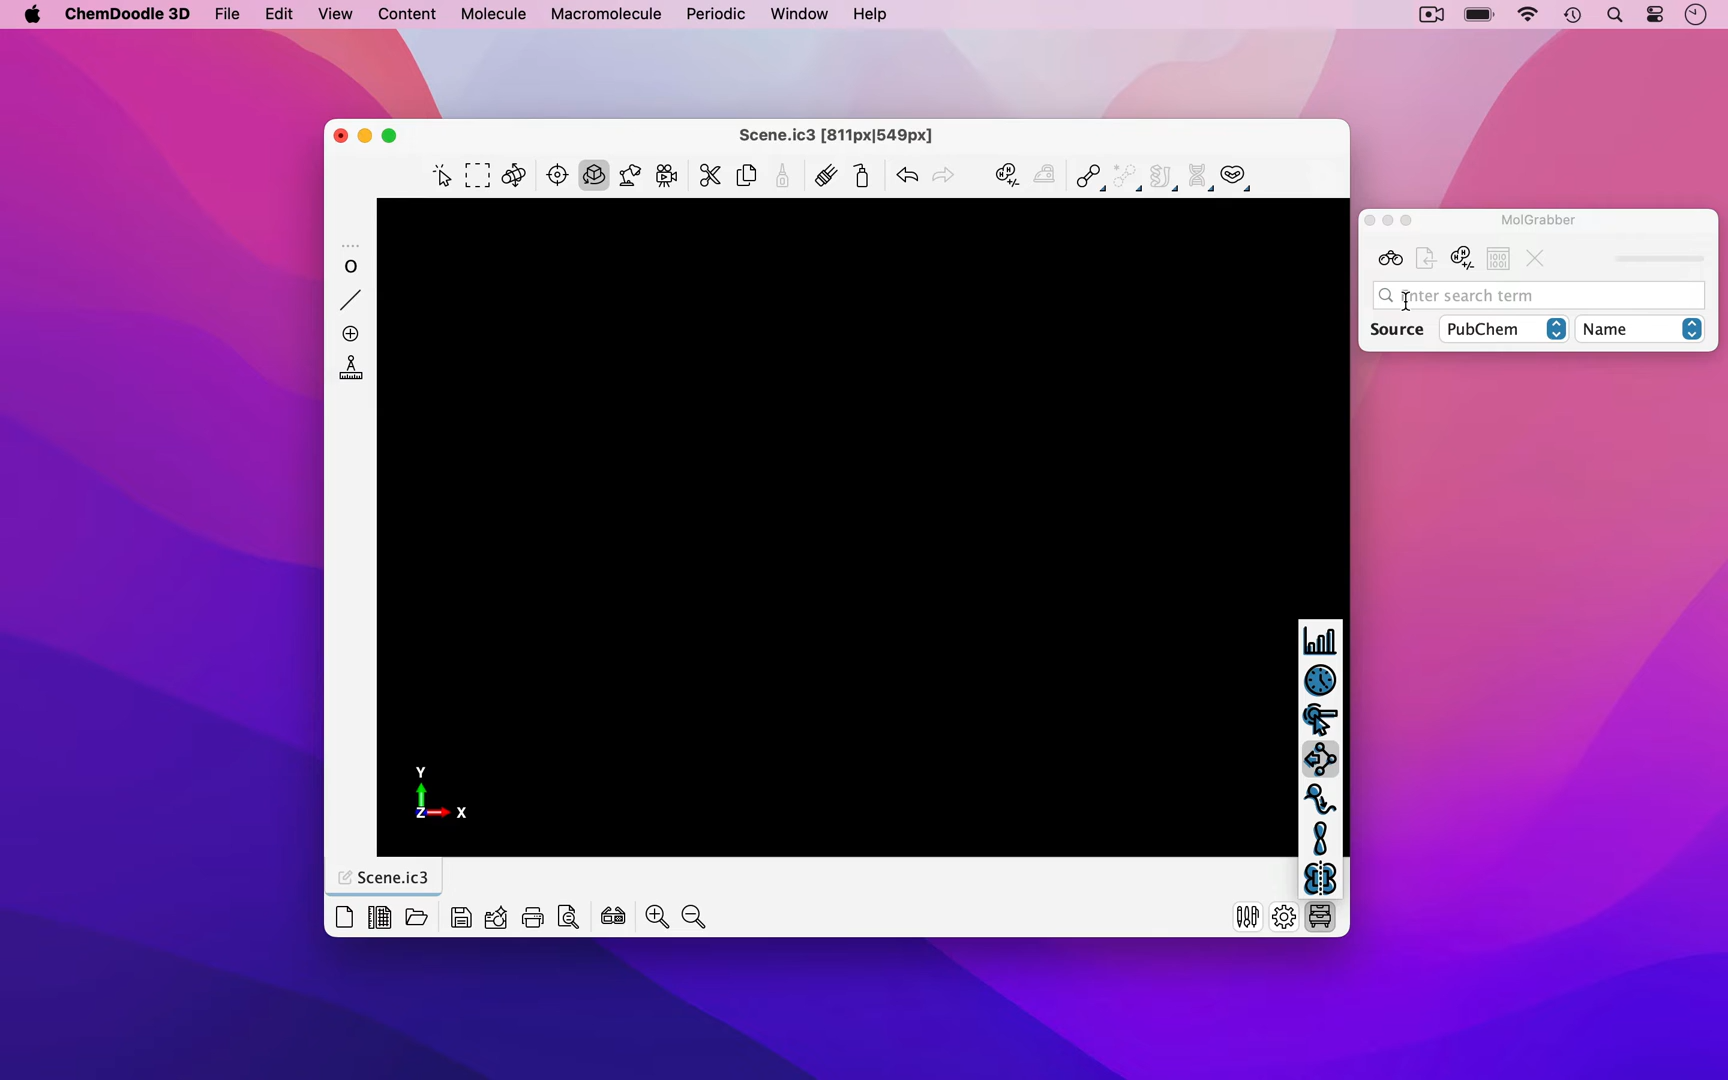 ChemDoodle 3D File Edit View Content Molecule Macromolecule Periodic Window Help
Scene.ic3 [811px|549px]
MolGrabber
nter search term
Source PubChem Name
O
Y
Z X
Scene.ic3